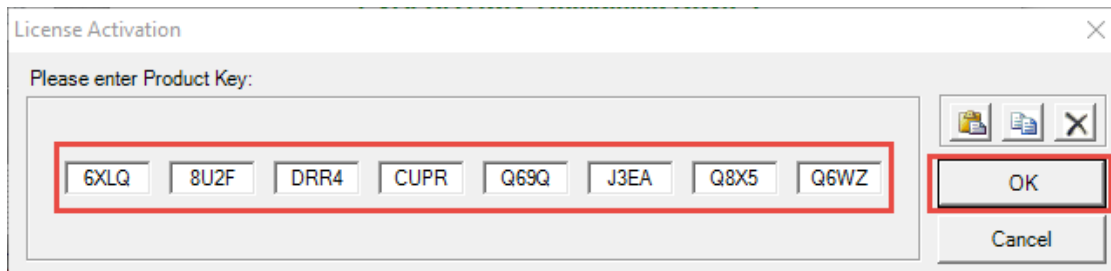 License Activation
Please enter Product Key:
6XLQ 8U2F DRR4 CUPR Q69Q J3EA Q8X5 Q6WZ
OK
Cancel